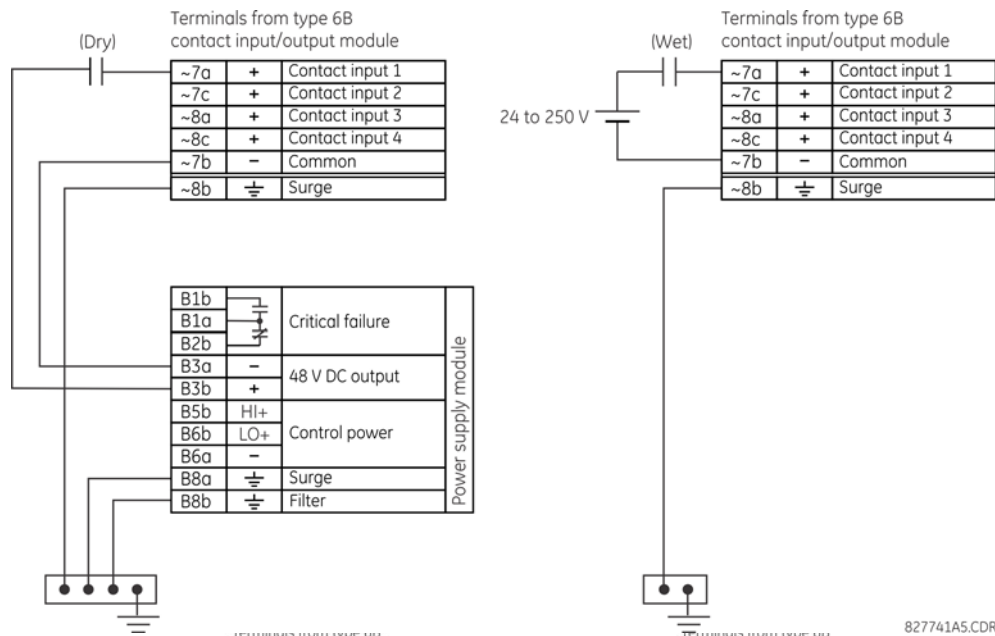 Terminals from type 6B
contact input/output module
(Dry)
~7a + Contact input 1
~7c + Contact input 2
~8a + Contact input 3
~8c + Contact input 4
~7b − Common
~8b Surge
B1b
B1a Critical failure
B2b
B3a −
48 V DC output
B3b +
B5b HI+
B6b LO+ Control power
B6a −
B8a Surge
B8b Filter
Power supply module
Terminals from type 6B
contact input/output module
(Wet)
24 to 250 V
~7a + Contact input 1
~7c + Contact input 2
~8a + Contact input 3
~8c + Contact input 4
~7b − Common
~8b Surge
827741A5.CDR